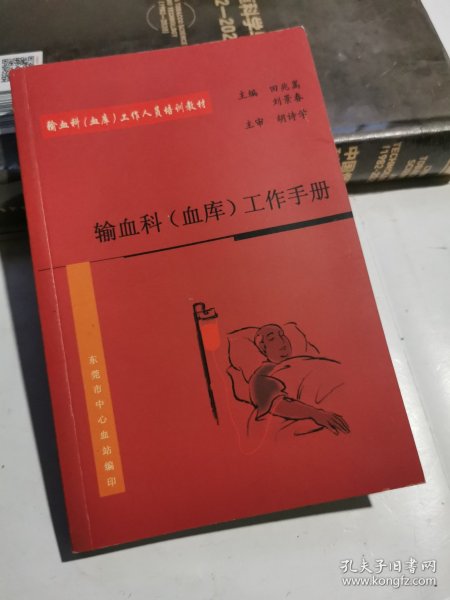 输血科（血库）工作人员培训教材
主编 田兆嵩
刘景春
主审 胡诗学
输血科（血库）工作手册
东莞市中心血站编印
孔夫子旧书网
www.kongfz.com